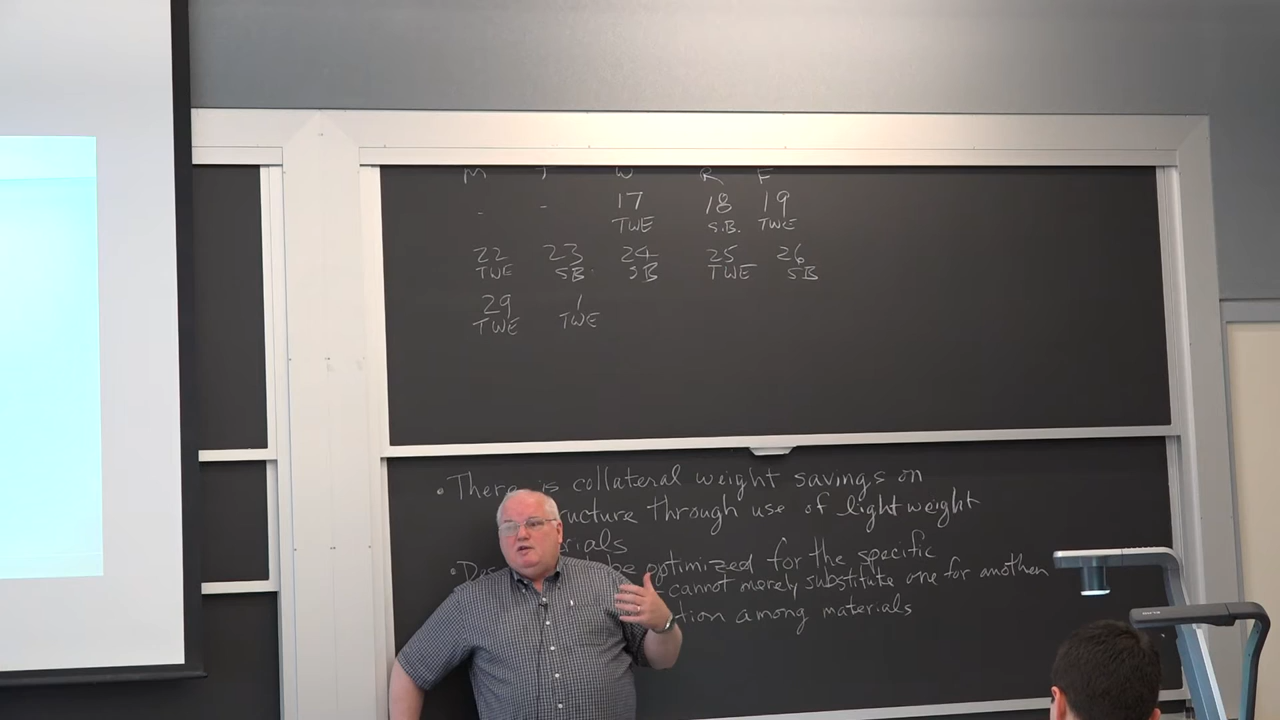 M T W R F
- - 17 18 19
TWE S.B. TWE
22 23 24 25 26
TWE SB SB TWE SB
29 1
TWE TWE
• There is collateral weight savings on
ructure through use of lightweight
rials
• Des be optimized for the specific
- cannot merely substitute one for another
tion among materials